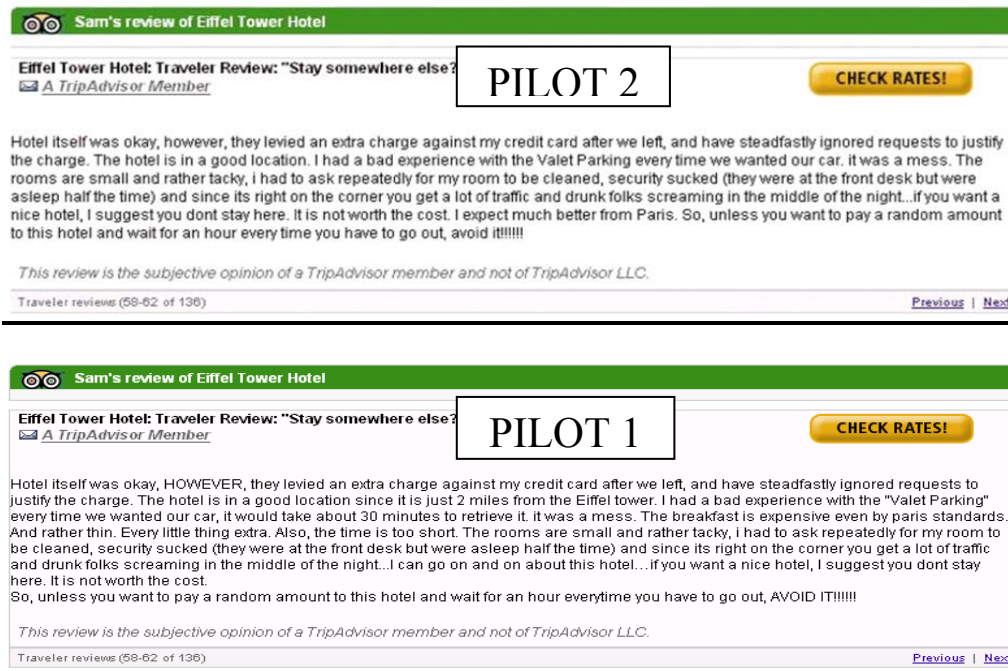 Sam's review of Eiffel Tower Hotel
Eiffel Tower Hotel: Traveler Review: "Stay somewhere else?
PILOT 2
CHECK RATES!
A TripAdvisor Member
Hotel itself was okay, however, they levied an extra charge against my credit card after we left, and have steadfastly ignored requests to justify
the charge. The hotel is in a good location. I had a bad experience with the Valet Parking every time we wanted our car. it was a mess. The
rooms are small and rather tacky, i had to ask repeatedly for my room to be cleaned, security sucked (they were at the front desk but were
asleep half the time) and since its right on the corner you get a lot of traffic and drunk folks screaming in the middle of the night...if you want a
nice hotel, I suggest you dont stay here. It is not worth the cost. I expect much better from Paris. So, unless you want to pay a random amount
to this hotel and wait for an hour every time you have to go out, avoid it!!!!!!
This review is the subjective opinion of a TripAdvisor member and not of TripAdvisor LLC.
Traveler reviews (58-62 of 136)
Previous | Next
Sam's review of Eiffel Tower Hotel
Eiffel Tower Hotel: Traveler Review: "Stay somewhere else?
PILOT 1
CHECK RATES!
A TripAdvisor Member
Hotel itself was okay, HOWEVER, they levied an extra charge against my credit card after we left, and have steadfastly ignored requests to
justify the charge. The hotel is in a good location since it is just 2 miles from the Eiffel tower. I had a bad experience with the "Valet Parking"
every time we wanted our car, it would take about 30 minutes to retrieve it. it was a mess. The breakfast is expensive even by paris standards.
And rather thin. Every little thing extra. Also, the time is too short. The rooms are small and rather tacky, i had to ask repeatedly for my room to
be cleaned, security sucked (they were at the front desk but were asleep half the time) and since its right on the corner you get a lot of traffic
and drunk folks screaming in the middle of the night...I can go on and on about this hotel...if you want a nice hotel, I suggest you dont stay
here. It is not worth the cost.
So, unless you want to pay a random amount to this hotel and wait for an hour everytime you have to go out, AVOID IT!!!!!!
This review is the subjective opinion of a TripAdvisor member and not of TripAdvisor LLC.
Traveler reviews (58-62 of 136)
Previous | Next